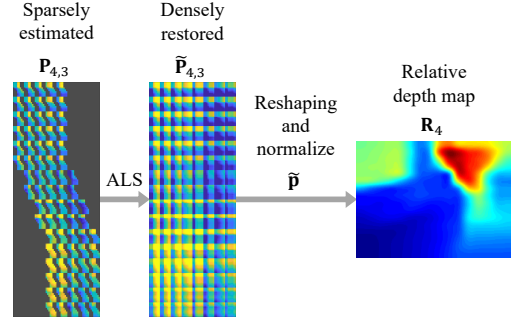 Sparsely
estimated
P₄,₃
Densely
restored
P̃₄,₃
ALS
Reshaping
and
normalize
p̃
Relative
depth map
R₄